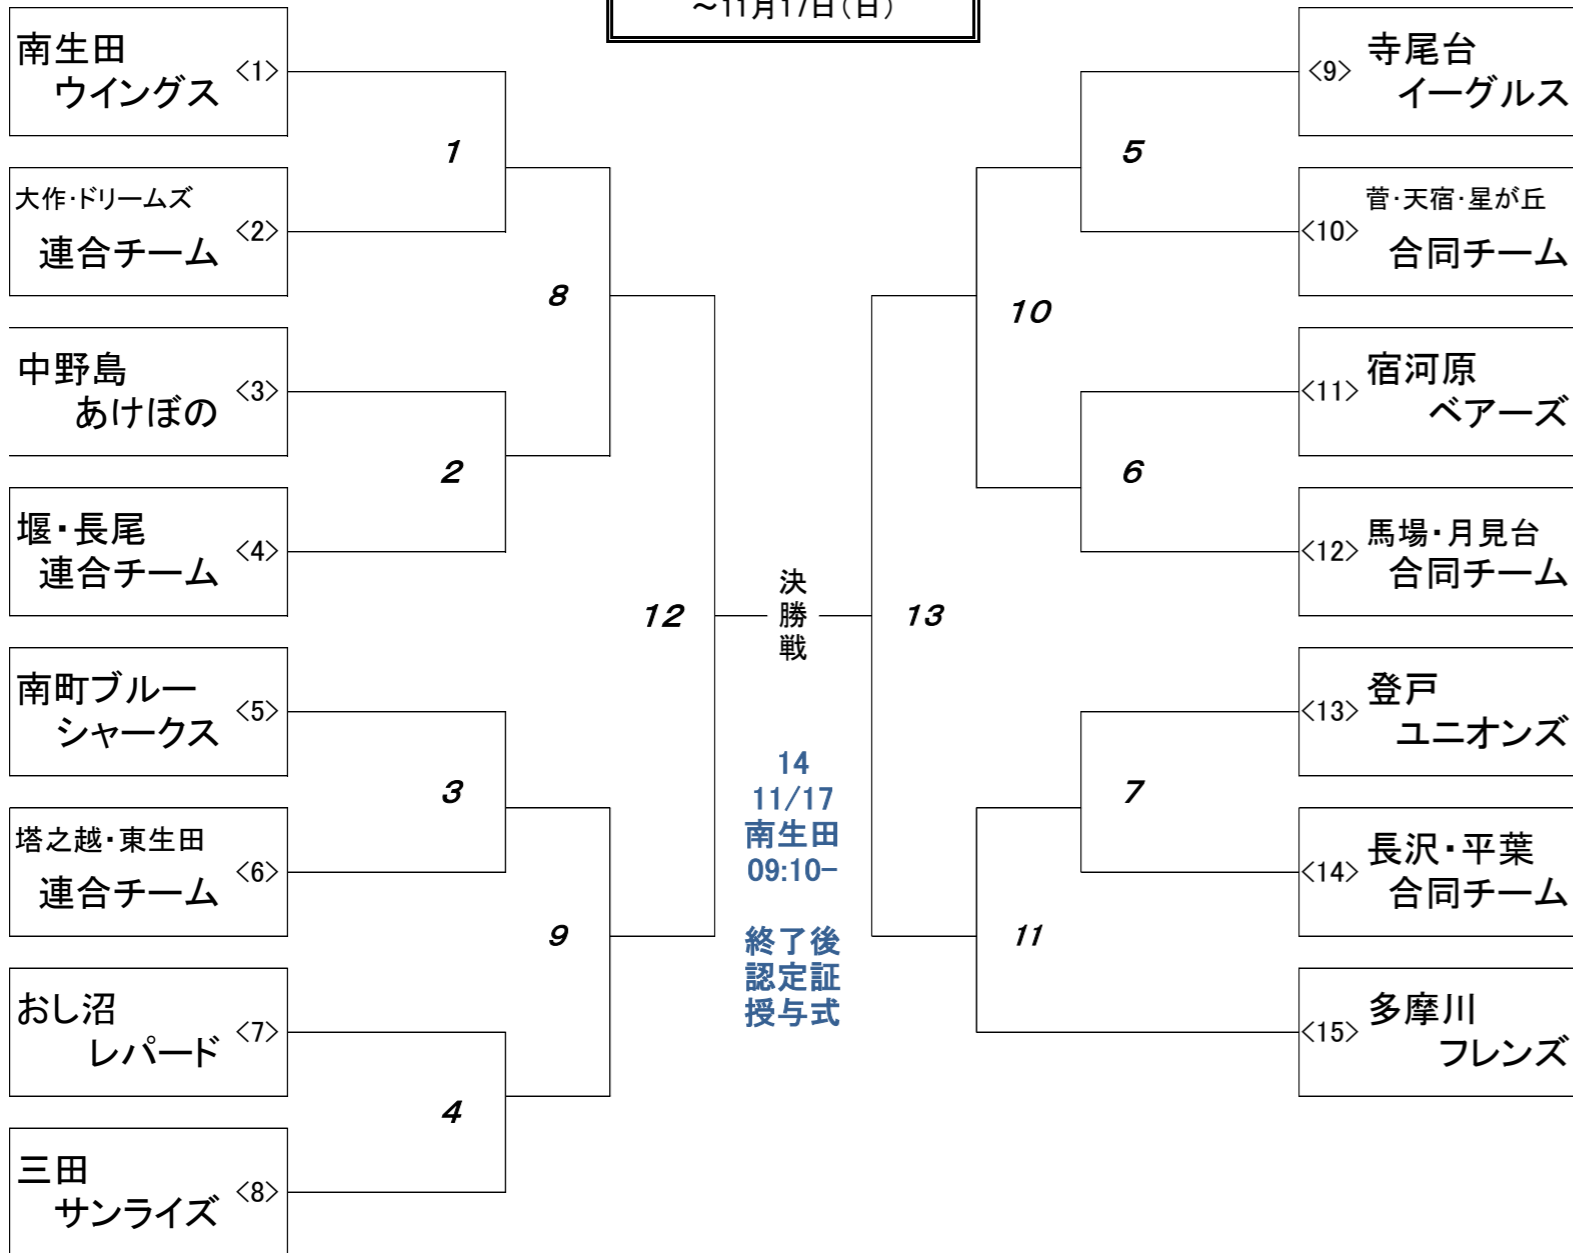 ～11月17日(日)
南生田
ウイングス
<1>
大作・ドリームズ
連合チーム
<2>
中野島
あけぼの
<3>
堰・長尾
連合チーム
<4>
南町ブルー
シャークス
<5>
塔之越・東生田
連合チーム
<6>
おし沼
レパード
<7>
三田
サンライズ
<8>
1
2
3
4
8
9
12
決
勝
戦
14
11/17
南生田
09:10-
終了後
認定証
授与式
13
10
11
5
6
7
<9>
寺尾台
イーグルス
<10>
菅・天宿・星が丘
合同チーム
<11>
宿河原
ベアーズ
<12>
馬場・月見台
合同チーム
<13>
登戸
ユニオンズ
<14>
長沢・平葉
合同チーム
<15>
多摩川
フレンズ